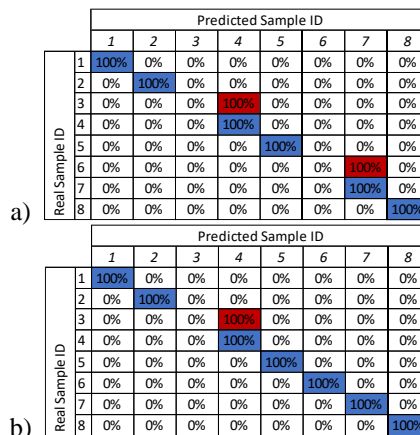 Predicted Sample ID
1 2 3 4 5 6 7 8
Real Sample ID
1 100% 0% 0% 0% 0% 0% 0% 0%
2 0% 100% 0% 0% 0% 0% 0% 0%
3 0% 0% 0% 100% 0% 0% 0% 0%
4 0% 0% 0% 100% 0% 0% 0% 0%
5 0% 0% 0% 0% 100% 0% 0% 0%
6 0% 0% 0% 0% 0% 0% 100% 0%
7 0% 0% 0% 0% 0% 0% 100% 0%
8 0% 0% 0% 0% 0% 0% 0% 100%
a)
Predicted Sample ID
1 2 3 4 5 6 7 8
Real Sample ID
1 100% 0% 0% 0% 0% 0% 0% 0%
2 0% 100% 0% 0% 0% 0% 0% 0%
3 0% 0% 0% 100% 0% 0% 0% 0%
4 0% 0% 0% 100% 0% 0% 0% 0%
5 0% 0% 0% 0% 100% 0% 0% 0%
6 0% 0% 0% 0% 0% 100% 0% 0%
7 0% 0% 0% 0% 0% 0% 100% 0%
8 0% 0% 0% 0% 0% 0% 0% 100%
b)